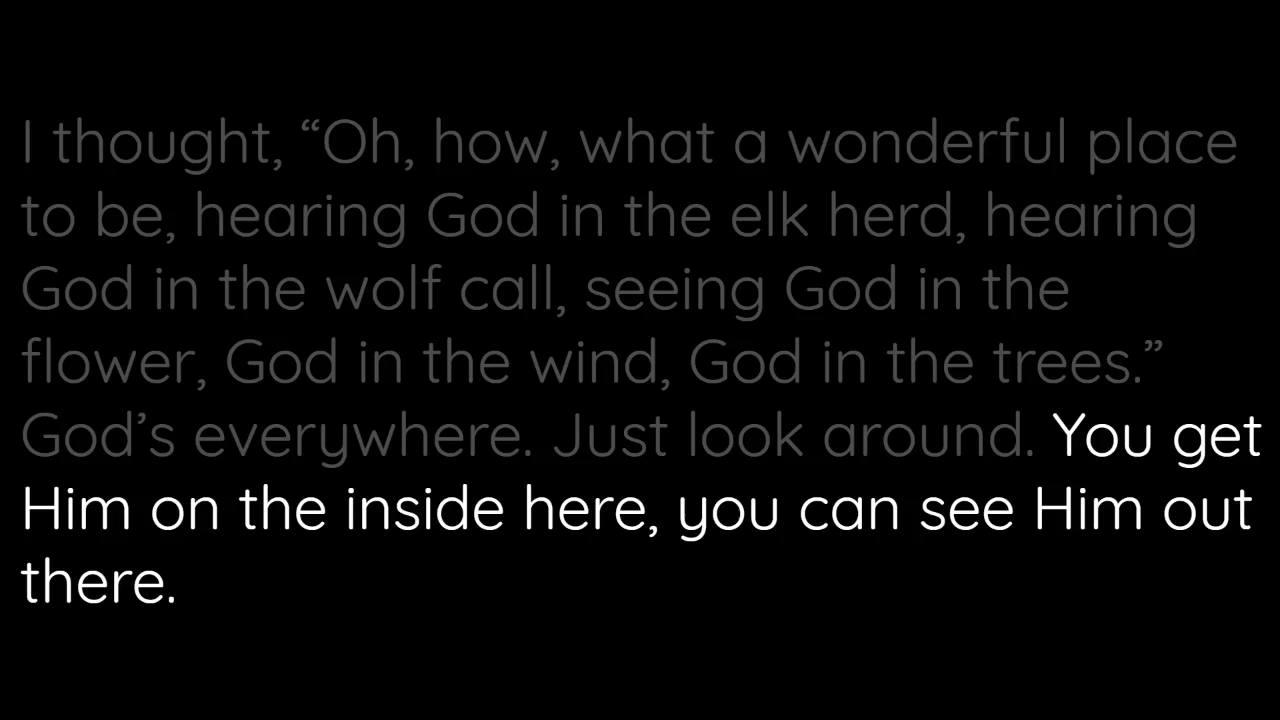 I thought, “Oh, how, what a wonderful place
to be, hearing God in the elk herd, hearing
God in the wolf call, seeing God in the
flower, God in the wind, God in the trees.”
God’s everywhere. Just look around. You get
Him on the inside here, you can see Him out
there.